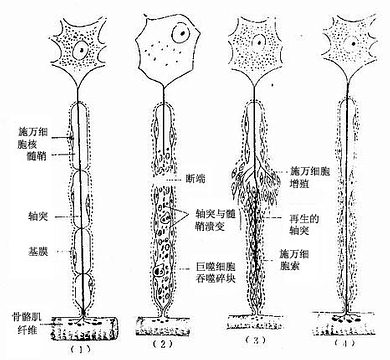 施万细
胞核
髓鞘
轴突
基膜
骨骼肌
纤维
断端
轴突与髓
鞘溃变
巨噬细胞
吞噬碎块
施万细胞
增殖
再生的
轴突
施万细
胞索
(1)
(2)
(3)
(4)